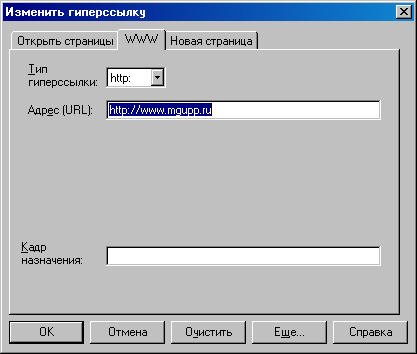 Изменить гиперссылку
Открыть страницы WWW Новая страница
Тип
гиперссылки: http:
Адрес (URL): http://www.mgupp.ru
Кадр
назначения:
OK Отмена Очистить Еще... Справка